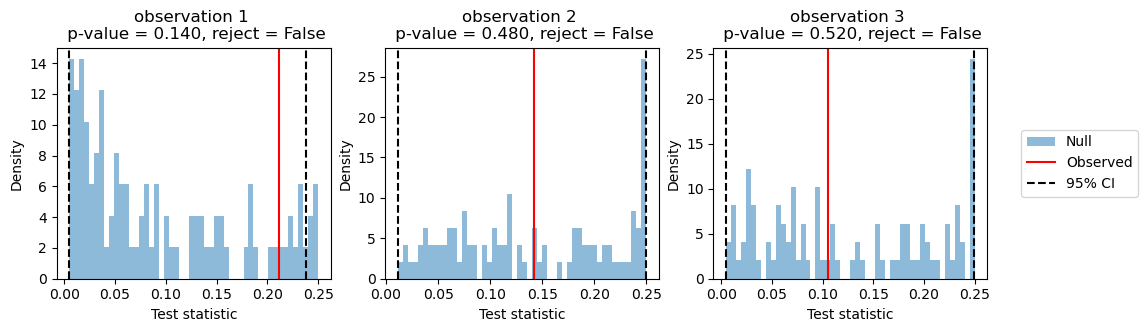 observation 1
p-value = 0.140, reject = False
Density
14
12
10
8
6
4
2
0
0.00 0.05 0.10 0.15 0.20 0.25
Test statistic
observation 2
p-value = 0.480, reject = False
Density
25
20
15
10
5
0
0.00 0.05 0.10 0.15 0.20 0.25
Test statistic
observation 3
p-value = 0.520, reject = False
Density
25
20
15
10
5
0
0.00 0.05 0.10 0.15 0.20 0.25
Test statistic
Null
Observed
95% CI